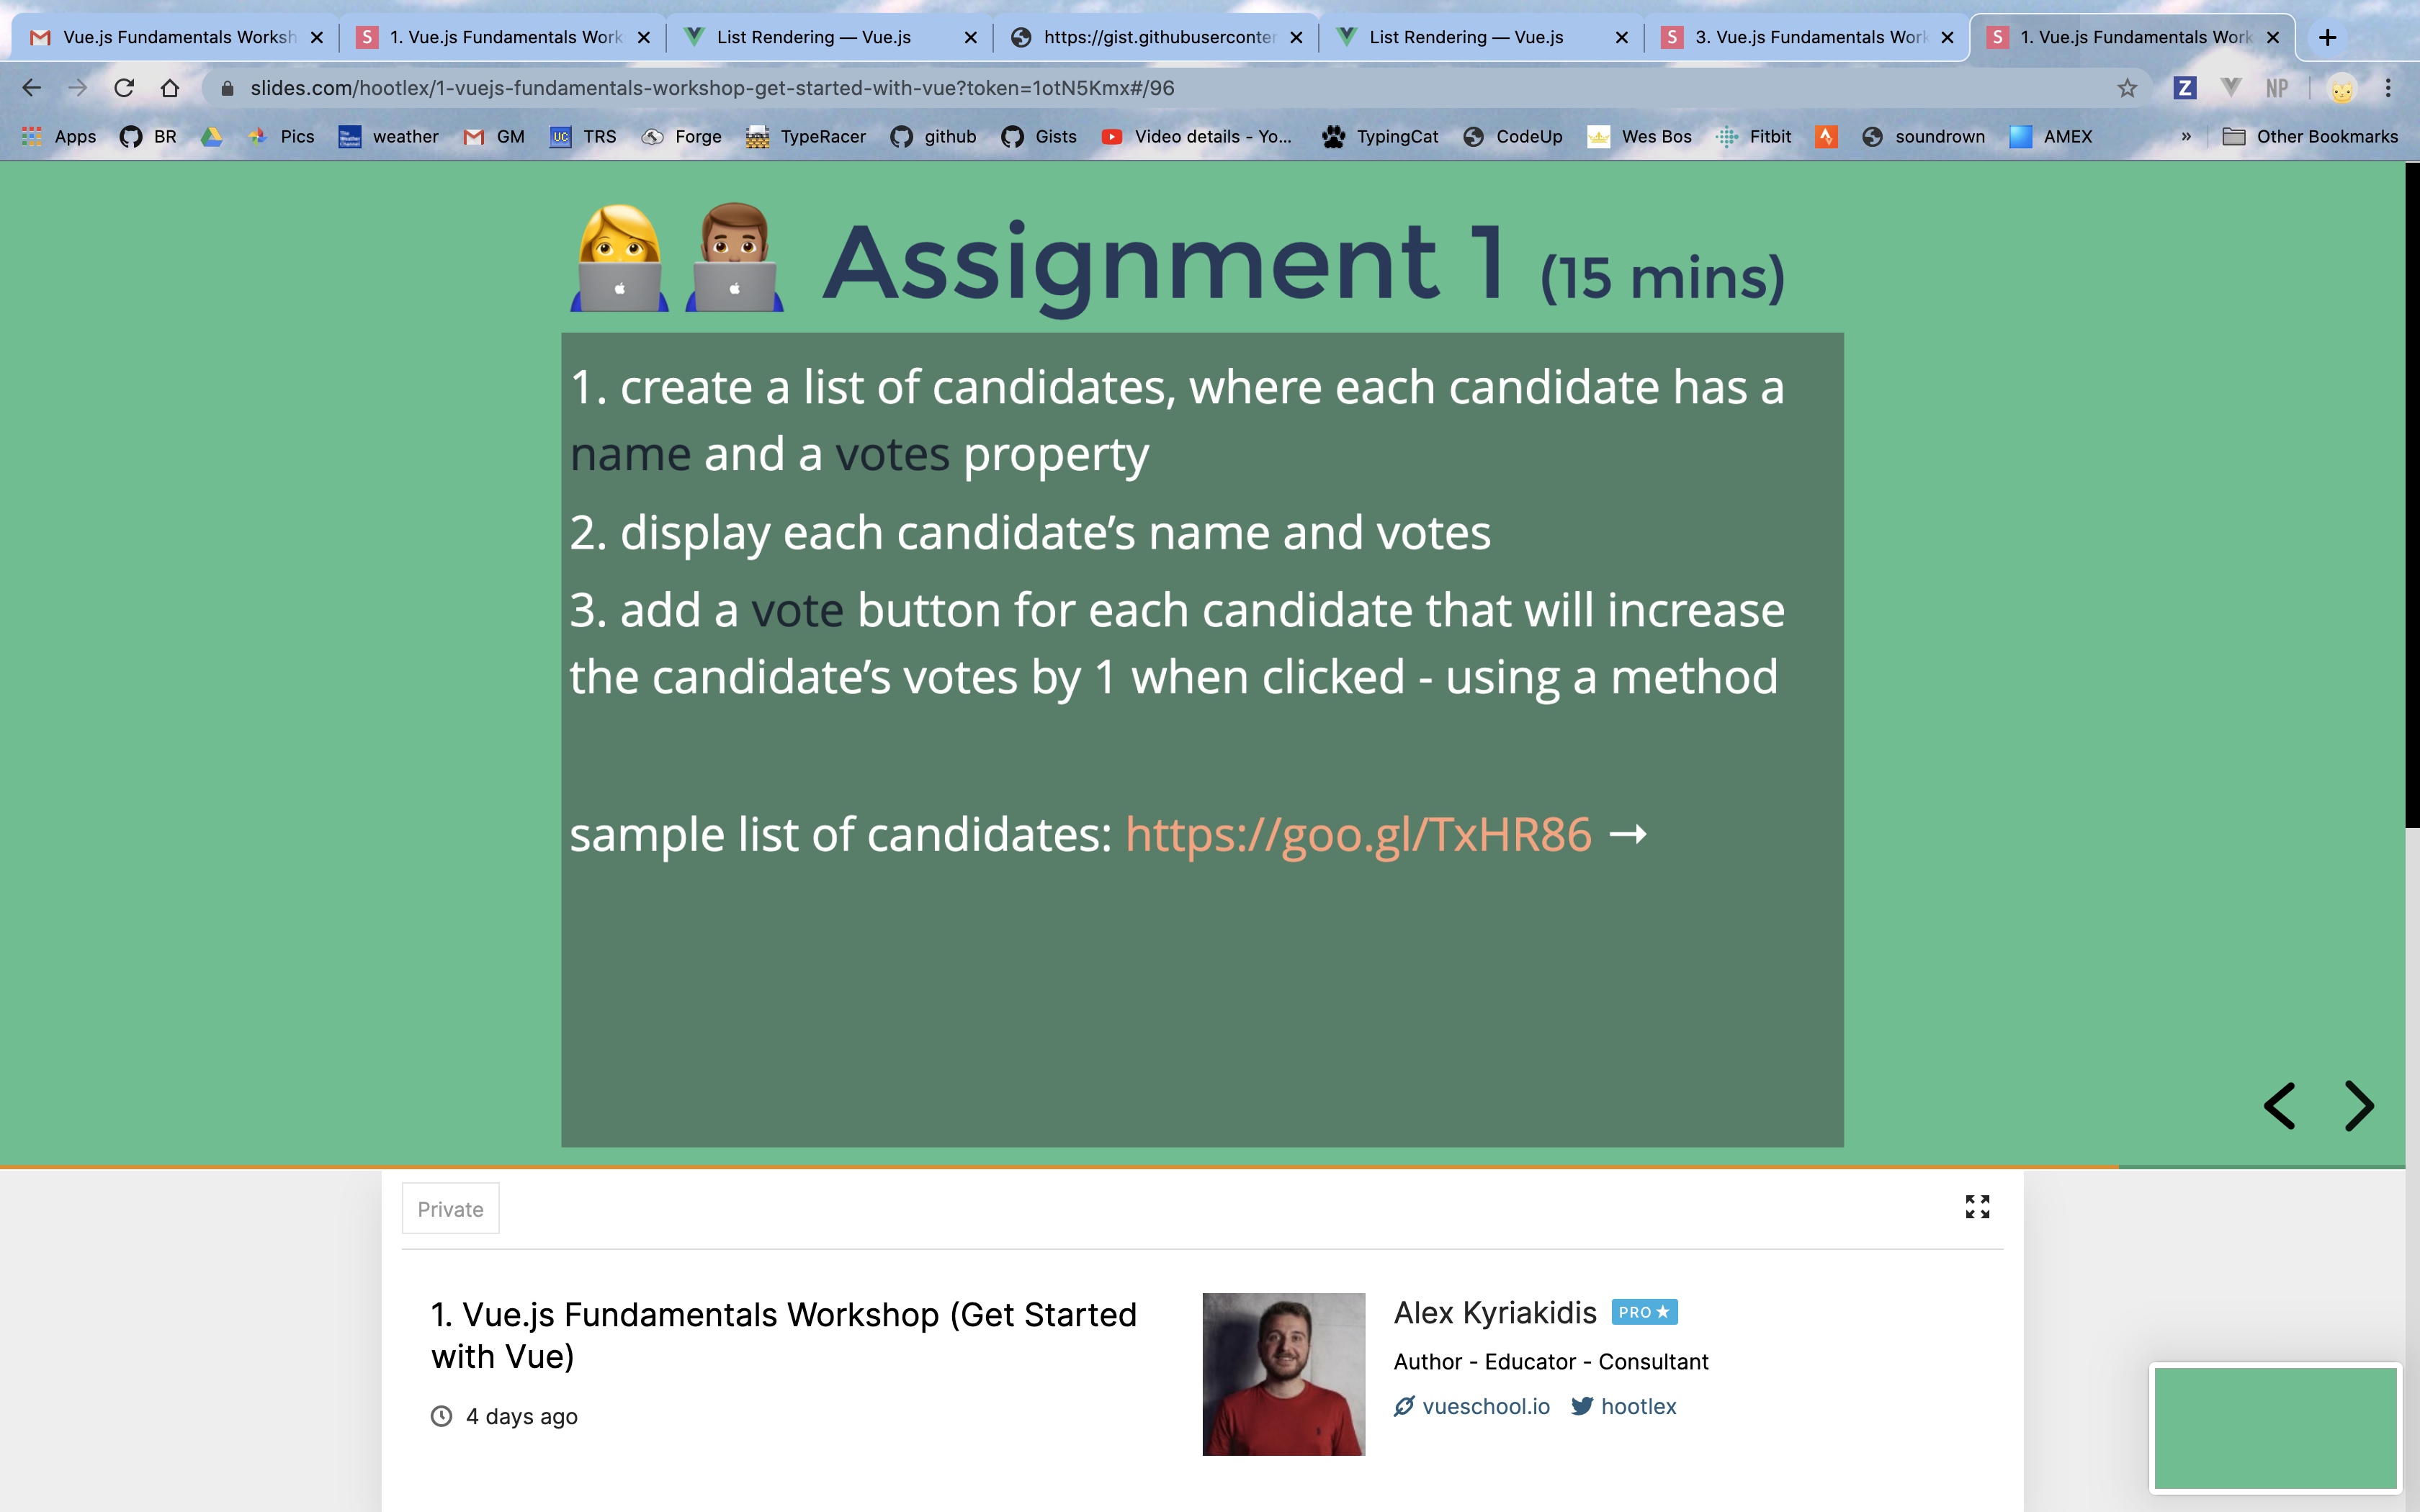 Vue.js Fundamentals Worksh
1. Vue.js Fundamentals Work
List Rendering — Vue.js
https://gist.githubuserconter
List Rendering — Vue.js
3. Vue.js Fundamentals Work
1. Vue.js Fundamentals Work
slides.com/hootlex/1-vuejs-fundamentals-workshop-get-started-with-vue?token=1otN5Kmx#/96
Z
NP
Apps
BR
Pics
weather
GM
UC
TRS
Forge
TypeRacer
github
Gists
Video details - Yo...
TypingCat
CodeUp
Wes Bos
Fitbit
soundrown
AMEX
»
Other Bookmarks
Assignment 1 (15 mins)
1. create a list of candidates, where each candidate has a
name and a votes property
2. display each candidate’s name and votes
3. add a vote button for each candidate that will increase
the candidate’s votes by 1 when clicked - using a method
sample list of candidates: https://goo.gl/TxHR86 →
Private
1. Vue.js Fundamentals Workshop (Get Started
with Vue)
4 days ago
Alex Kyriakidis PRO ★
Author - Educator - Consultant
vueschool.io hootlex